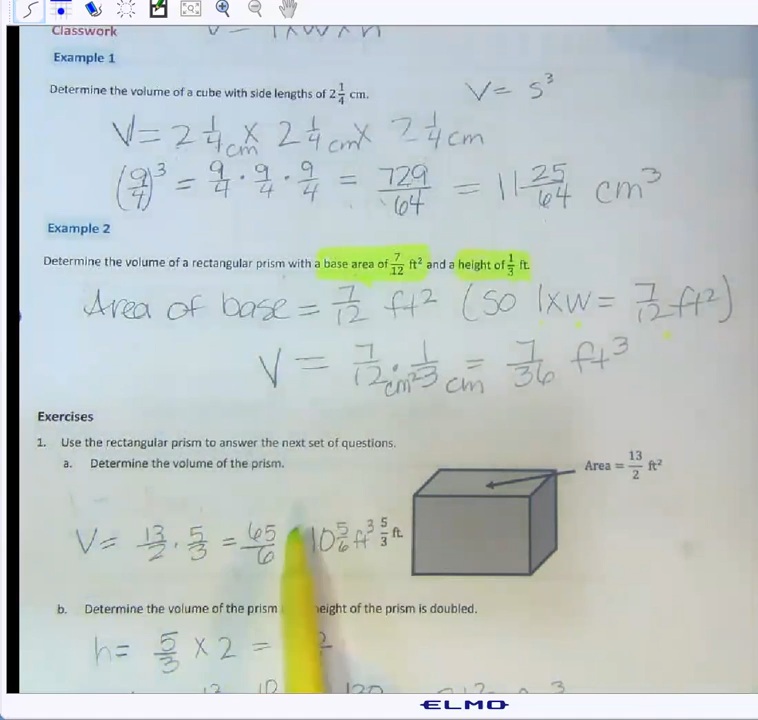 Classwork
V = l x w x h
Example 1
Determine the volume of a cube with side lengths of 2 1/4 cm.
V = s³
V = 2 1/4 cm x 2 1/4 cm x 2 1/4 cm
(9/4)³ = 9/4 · 9/4 · 9/4 = 729/64 = 11 25/64 cm³
Example 2
Determine the volume of a rectangular prism with a base area of 7/12 ft² and a height of 1/3 ft.
Area of base = 7/12 ft² (so lxw = 7/12 ft²)
V = 7/12 cm² · 1/3 cm = 7/36 ft³
Exercises
1. Use the rectangular prism to answer the next set of questions.
a. Determine the volume of the prism.
Area = 13/2 ft²
V = 13/2 · 5/3 = 65/6 10 5/6 ft³
5/3 ft.
b. Determine the volume of the prism height of the prism is doubled.
h = 5/3 x 2 =
ELMO